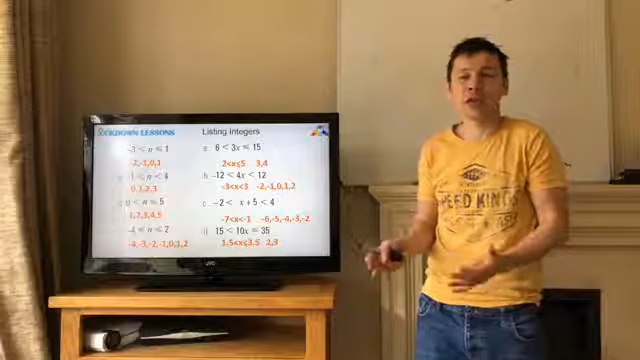 LOCKDOWN LESSONS
Listing Integers
-3 < n ≤ 1
-2,-1,0,1
-1 < n < 4
0,1,2,3
0 < n ≤ 5
1,2,3,4,5
-4 ≤ n ≤ 2
-4,-3,-2,-1,0,1,2
6 < 3x ≤ 15
2<x≤5 3,4
b -12 < 4x < 12
-3<x<3 -2,-1,0,1,2
c -2 < x + 5 < 4
-7<x<-1 -6,-5,-4,-3,-2
d 15 < 10x ≤ 35
1.5<x≤3.5 2,3
JVC
SPEED KINGS